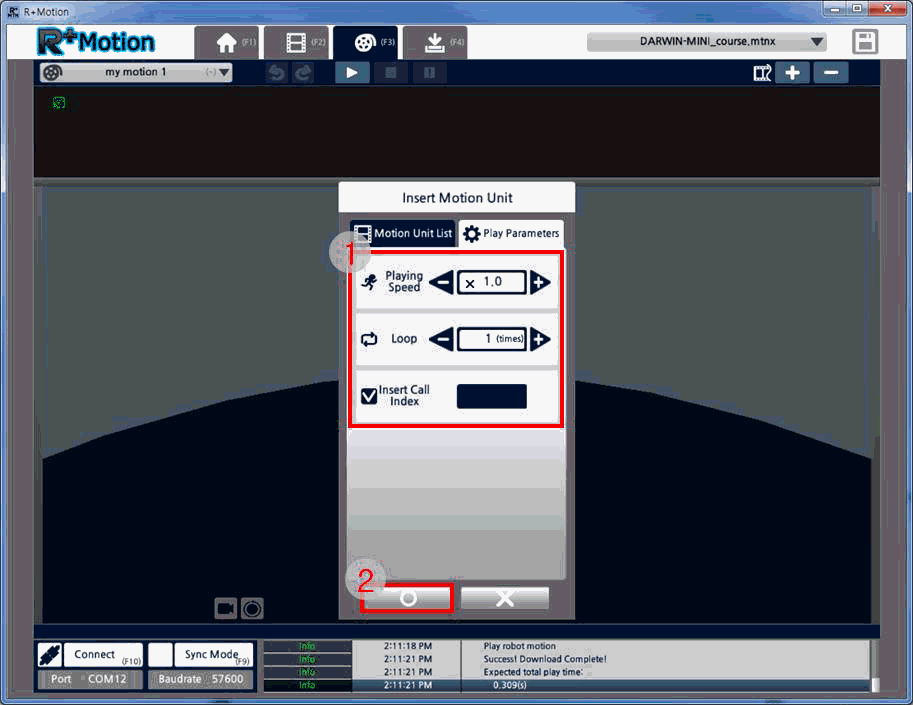 R+Motion
R+Motion
(F1)
(F2)
(F3)
(F4)
DARWIN-MINI_course.mtnx
my motion 1 (-)
Insert Motion Unit
Motion Unit List
Play Parameters
1
Playing
Speed
x 1.0
Loop
1 (times)
Insert Call
Index
2
Connect (F10)
Sync Mode (F9)
Port COM12
Baudrate 57600
Info 2:11:18 PM Play robot motion
Info 2:11:21 PM Success! Download Complete!
Info 2:11:21 PM Expected total play time:
Info 2:11:21 PM 0.309(s)